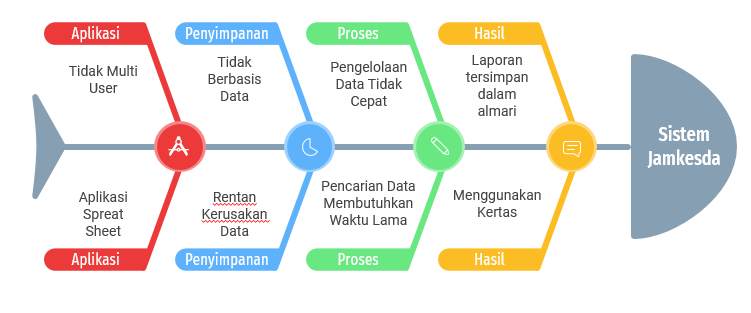 Aplikasi
Penyimpanan
Proses
Hasil
Tidak Multi
User
Tidak
Berbasis
Data
Pengelolaan
Data Tidak
Cepat
Laporan
tersimpan
dalam
almari
Sistem
Jamkesda
Aplikasi
Spreat
Sheet
Rentan
Kerusakan
Data
Pencarian Data
Membutuhkan
Waktu Lama
Menggunakan
Kertas
Aplikasi
Penyimpanan
Proses
Hasil